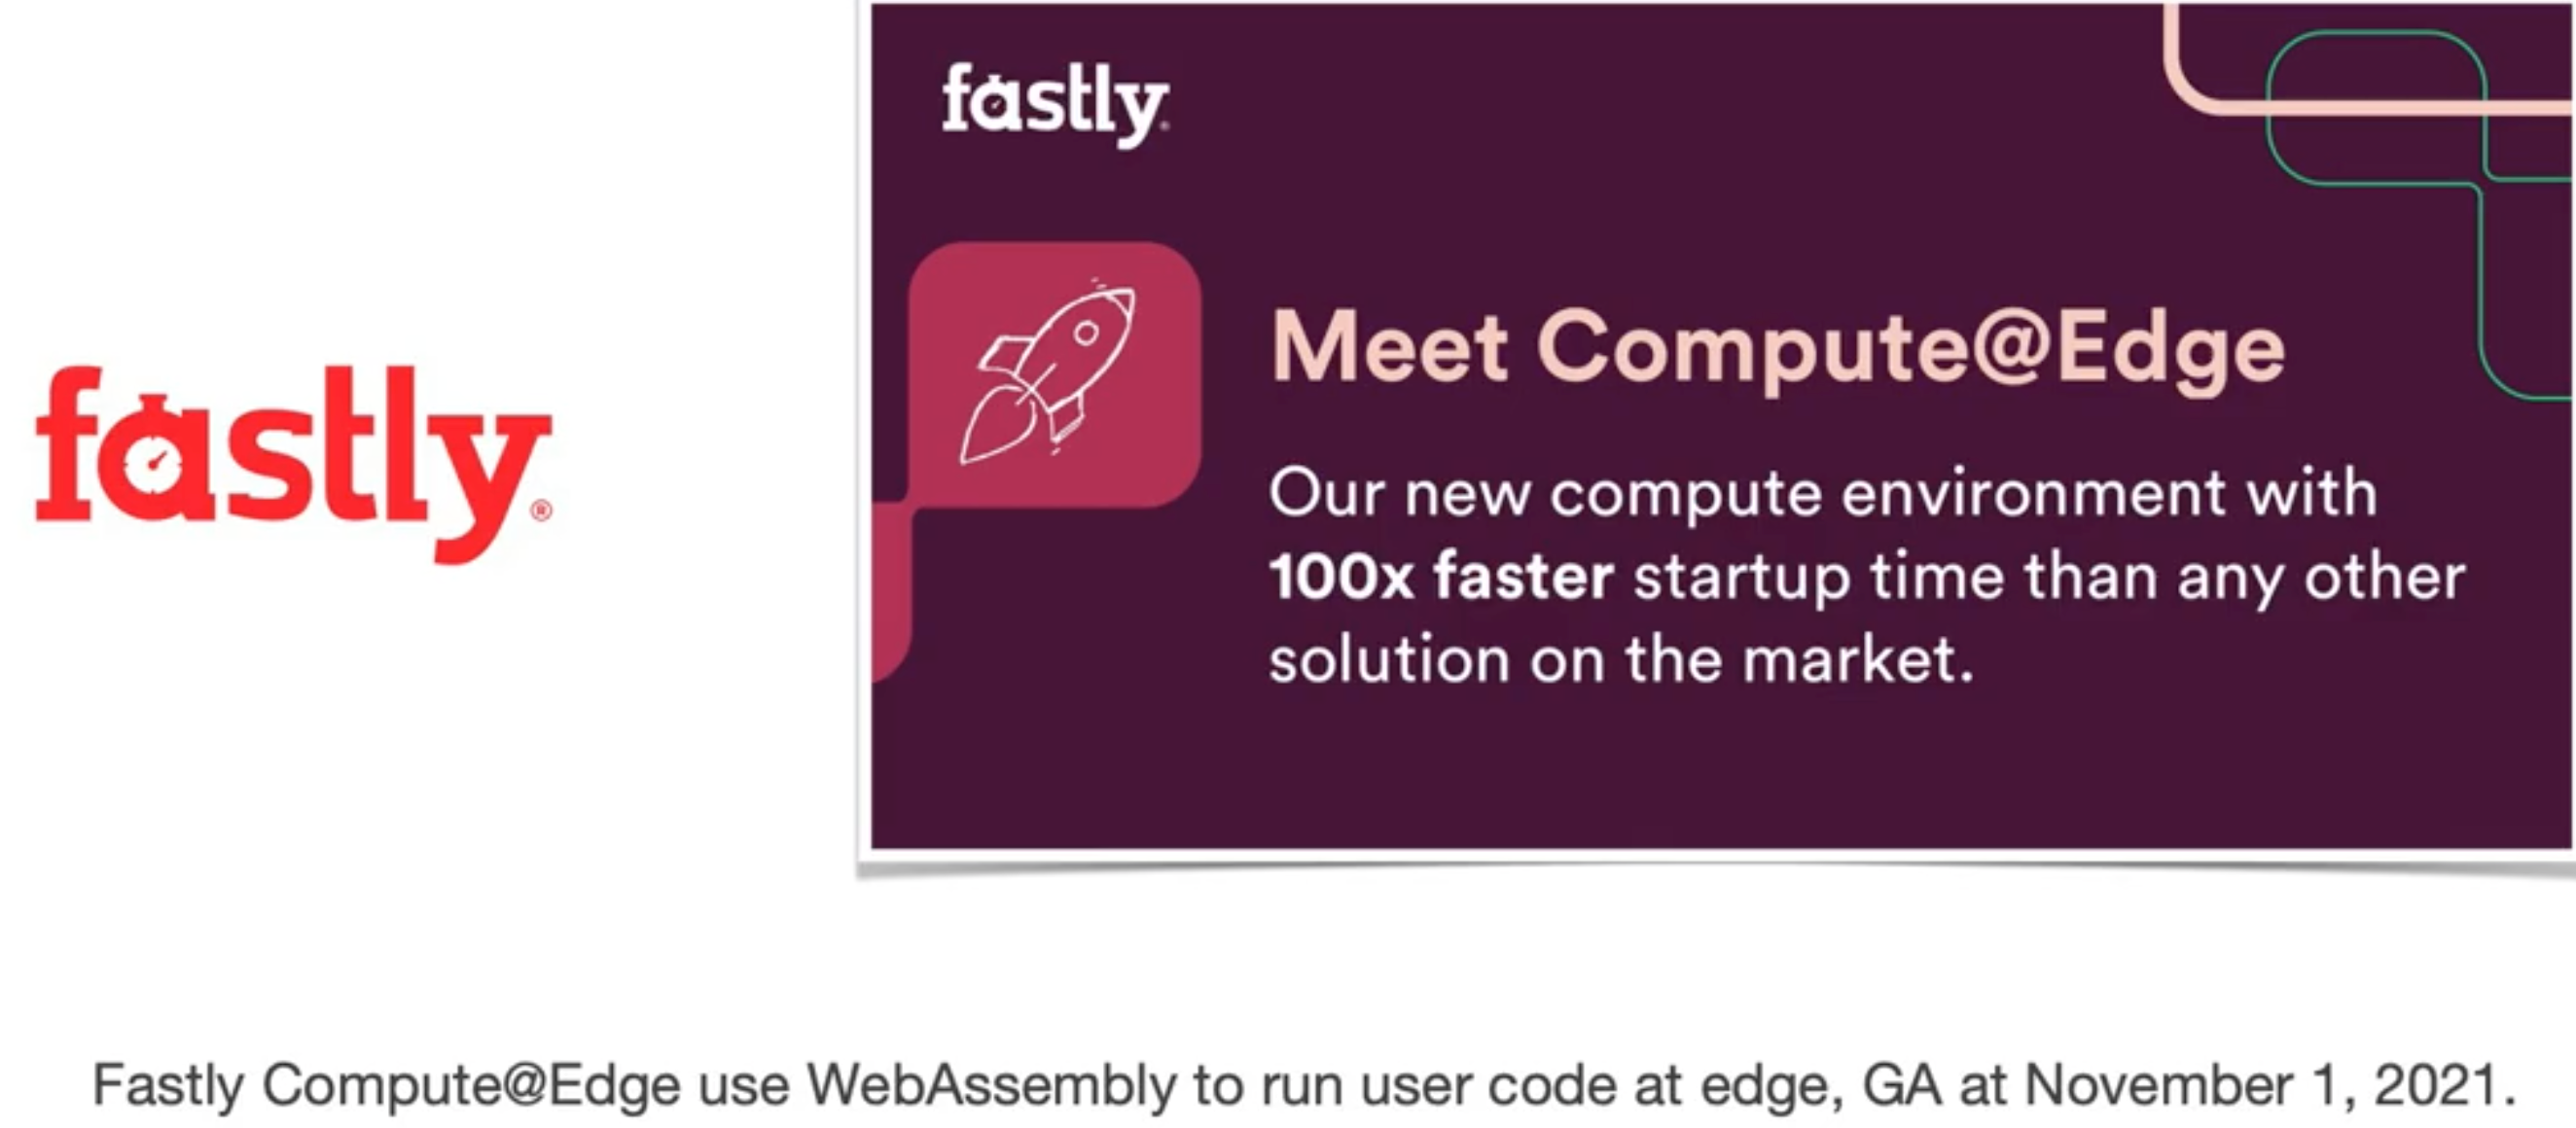 fastly®
fastly
Meet Compute@Edge
Our new compute environment with
100x faster startup time than any other
solution on the market.
Fastly Compute@Edge use WebAssembly to run user code at edge, GA at November 1, 2021.